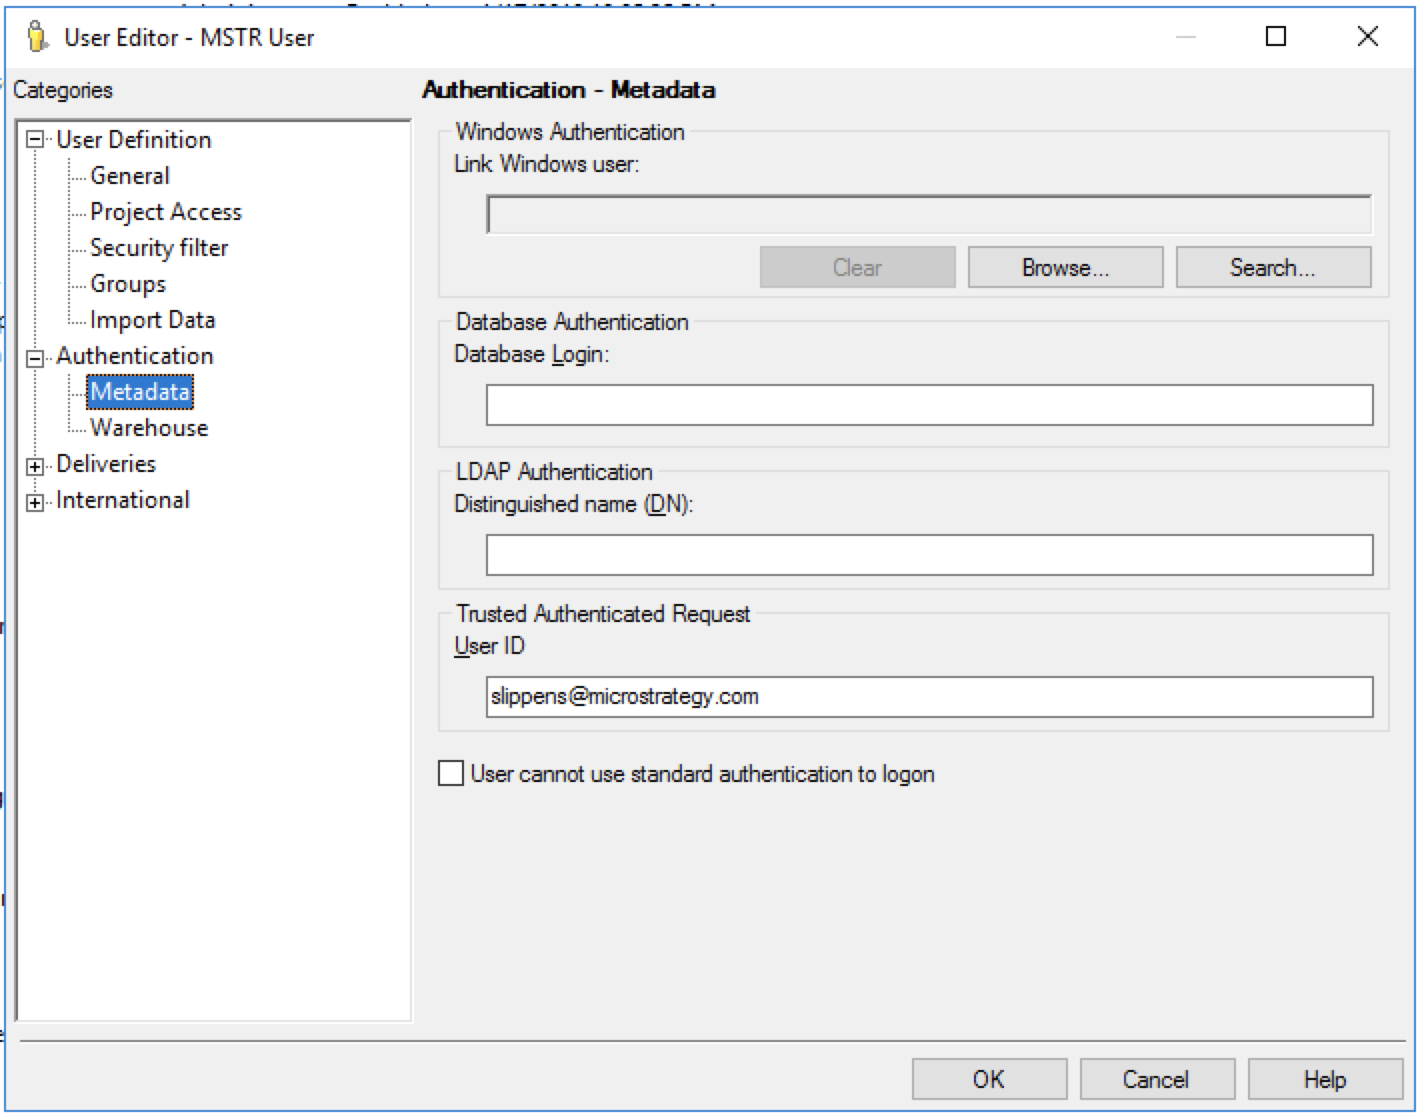 User Editor - MSTR User
Categories
User Definition
General
Project Access
Security filter
Groups
Import Data
Authentication
Metadata
Warehouse
Deliveries
International
Authentication - Metadata
Windows Authentication
Link Windows user:
Clear
Browse...
Search...
Database Authentication
Database Login:
LDAP Authentication
Distinguished name (DN):
Trusted Authenticated Request
User ID
slippens@microstrategy.com
User cannot use standard authentication to logon
OK
Cancel
Help